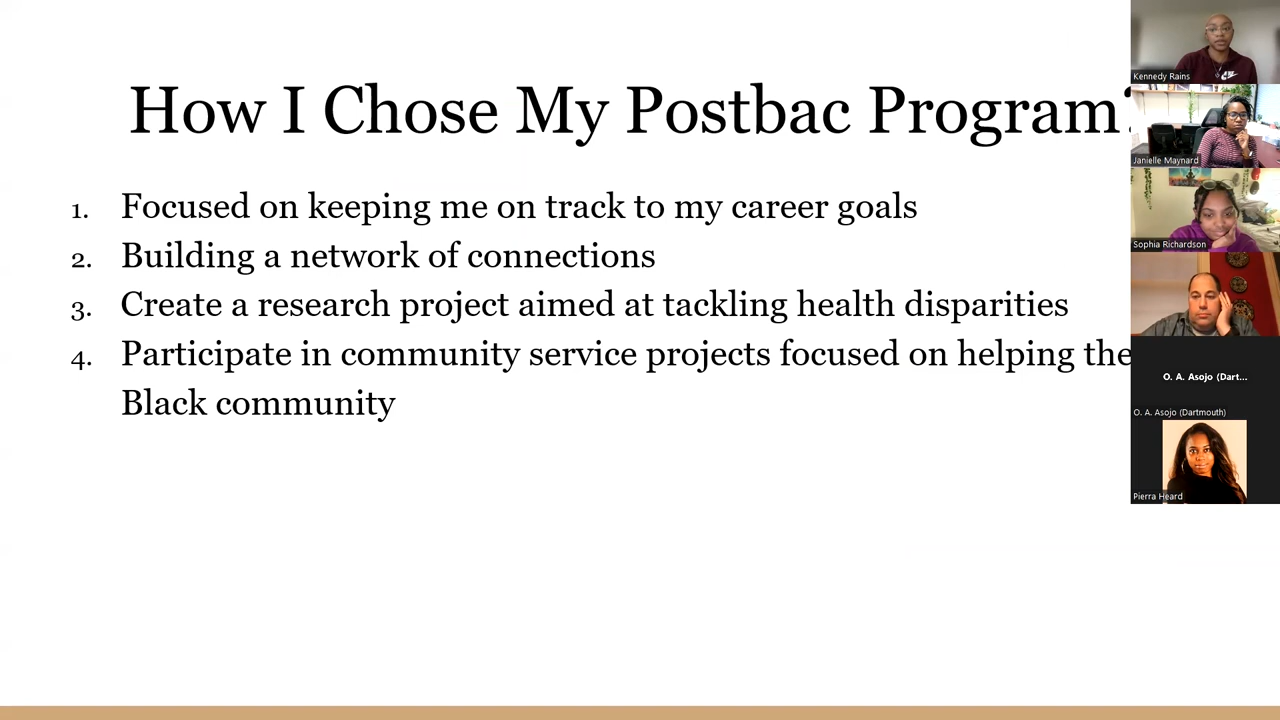 How I Chose My Postbac Program?
1. Focused on keeping me on track to my career goals
2. Building a network of connections
3. Create a research project aimed at tackling health disparities
4. Participate in community service projects focused on helping the
Black community
Kennedy Rains
Janielle Maynard
Sophia Richardson
O. A. Asojo (Dart...
O. A. Asojo (Dartmouth)
Pierra Heard